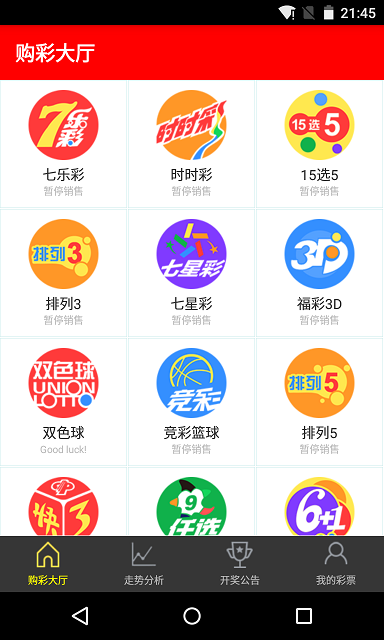 21:45
购彩大厅
7乐彩
时时彩
15选5
七乐彩
时时彩
15选5
暂停销售
暂停销售
暂停销售
排列3
七星彩
3D
排列3
七星彩
福彩3D
暂停销售
暂停销售
暂停销售
双色球
UNION
LOTTO
竞彩
排列5
双色球
竞彩篮球
排列5
Good luck!
暂停销售
暂停销售
快3
9
任选
6+1
购彩大厅
走势分析
开奖公告
我的彩票